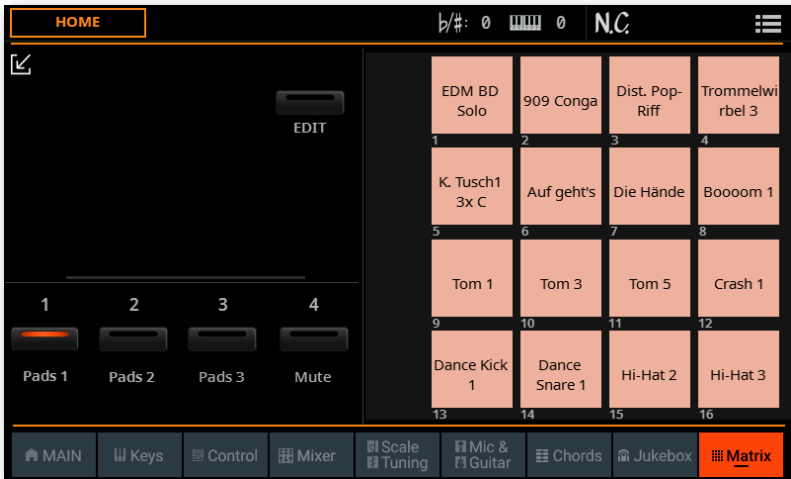 HOME
♭/#: 0
0
N.C.
EDIT
EDM BD
Solo
1
909 Conga
2
Dist. Pop-
Riff
3
Trommelwi
rbel 3
4
K. Tusch1
3x C
5
Auf geht's
6
Die Hände
7
Boooom 1
8
Tom 1
9
Tom 3
10
Tom 5
11
Crash 1
12
Dance Kick
1
13
Dance
Snare 1
14
Hi-Hat 2
15
Hi-Hat 3
16
1
2
3
4
Pads 1
Pads 2
Pads 3
Mute
MAIN
Keys
Control
Mixer
Scale
Tuning
Mic &
Guitar
Chords
Jukebox
Matrix